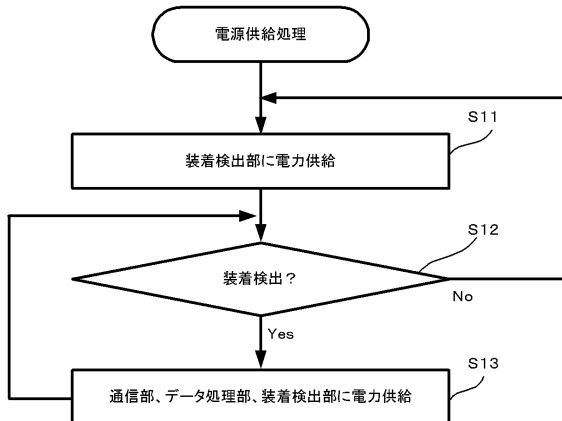 電源供給処理
S11
装着検出部に電力供給
S12
装着検出？
No
Yes
S13
通信部、データ処理部、装着検出部に電力供給